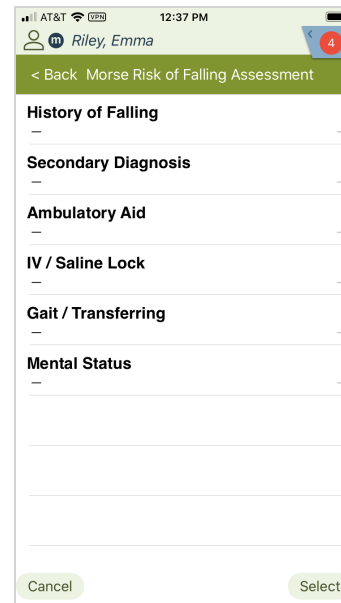 AT&T VPN 12:37 PM
m Riley, Emma < 4
< Back Morse Risk of Falling Assessment
History of Falling
—
Secondary Diagnosis
—
Ambulatory Aid
—
IV / Saline Lock
—
Gait / Transferring
—
Mental Status
—
Cancel Select